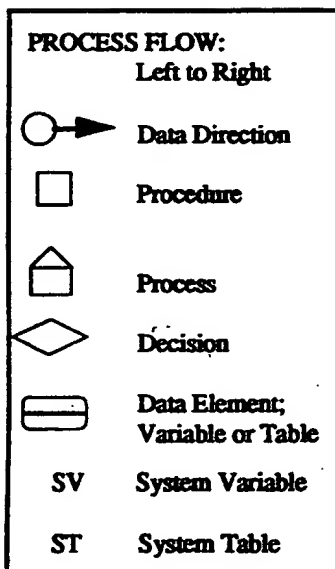 PROCESS FLOW:
Left to Right
Data Direction
Procedure
Process
Decision
Data Element;
Variable or Table
SV System Variable
ST System Table